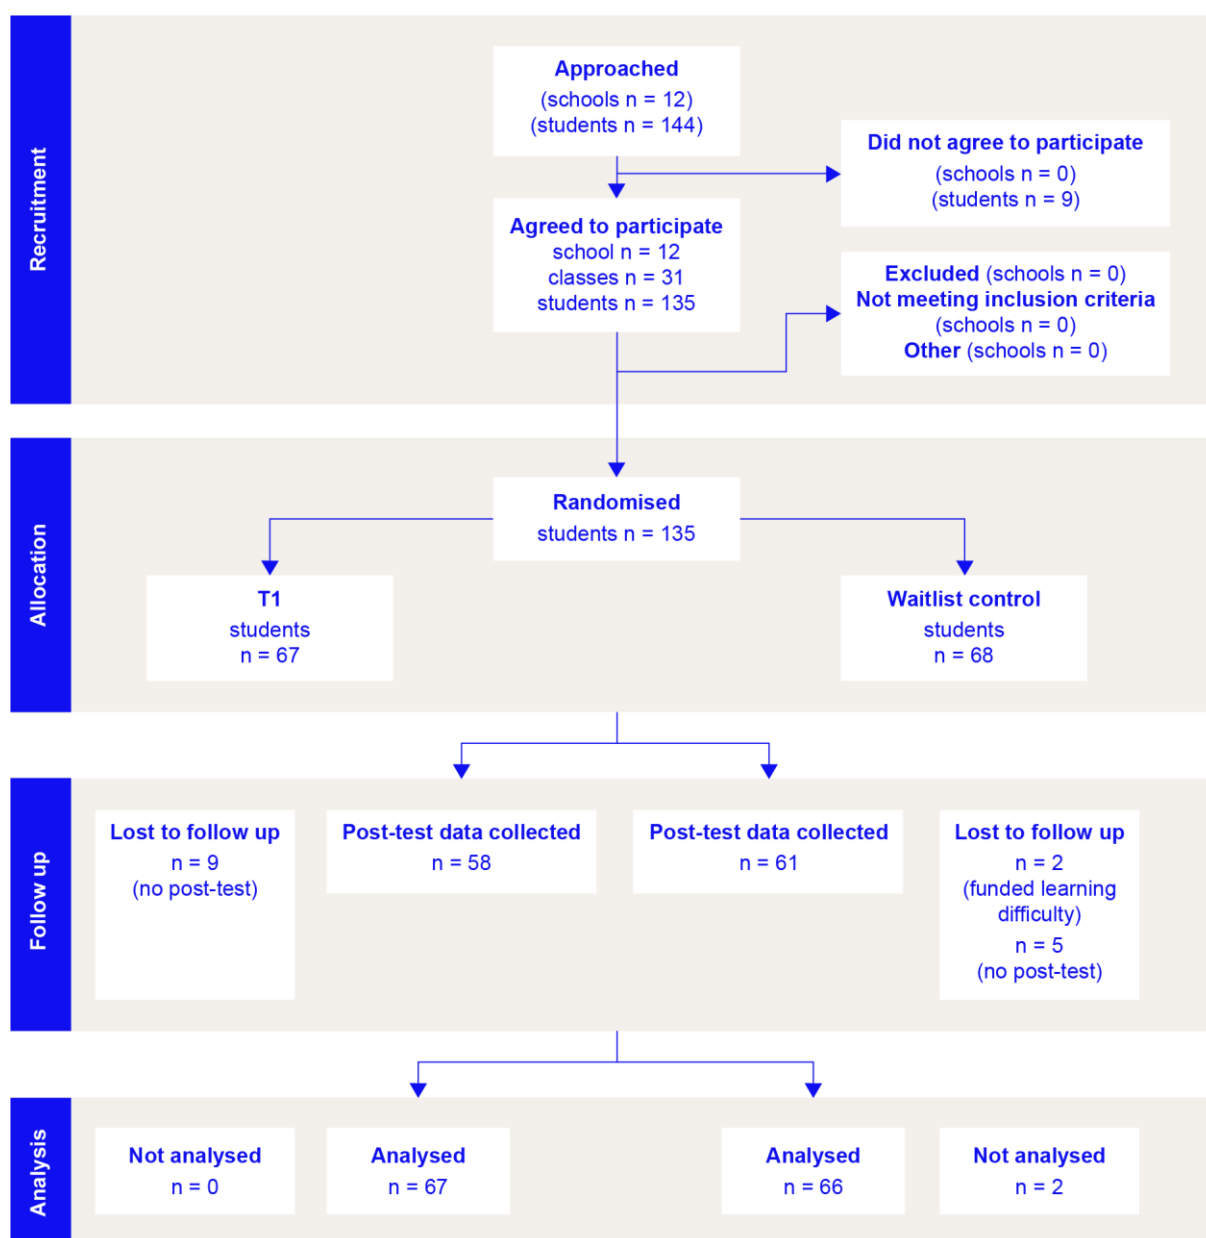 Recruitment
Approached
(schools n = 12)
(students n = 144)
Did not agree to participate
(schools n = 0)
(students n = 9)
Agreed to participate
school n = 12
classes n = 31
students n = 135
Excluded (schools n = 0)
Not meeting inclusion criteria
(schools n = 0)
Other (schools n = 0)
Allocation
Randomised
students n = 135
T1
students
n = 67
Waitlist control
students
n = 68
Follow up
Lost to follow up
n = 9
(no post-test)
Post-test data collected
n = 58
Post-test data collected
n = 61
Lost to follow up
n = 2
(funded learning
difficulty)
n = 5
(no post-test)
Analysis
Not analysed
n = 0
Analysed
n = 67
Analysed
n = 66
Not analysed
n = 2